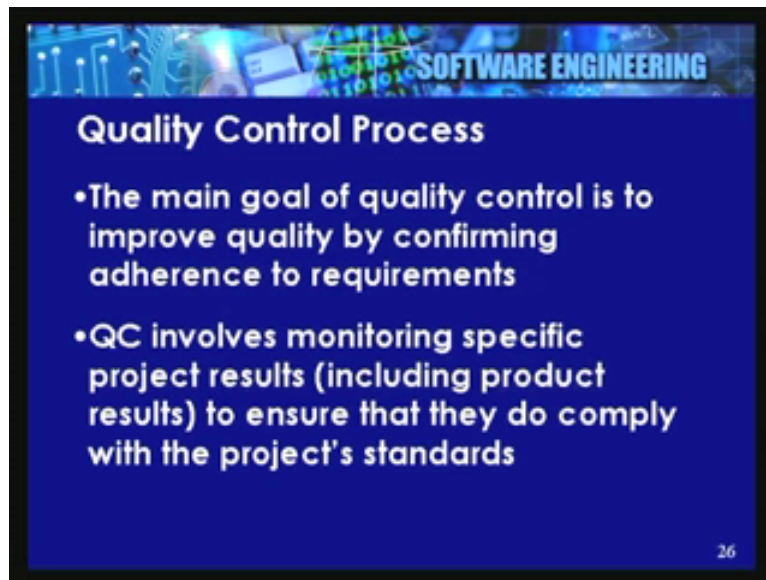 SOFTWARE ENGINEERING
Quality Control Process
•The main goal of quality control is to
improve quality by confirming
adherence to requirements
•QC involves monitoring specific
project results (including product
results) to ensure that they do comply
with the project's standards
26